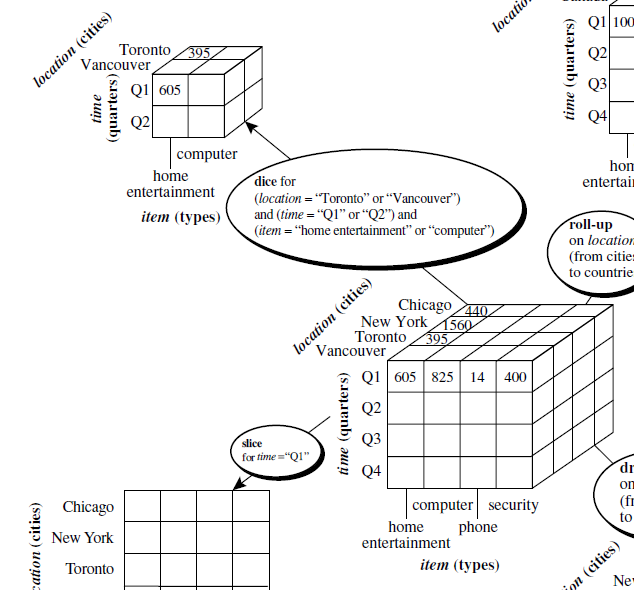 location (cities)
Toronto 395
Vancouver
time (quarters)
Q1 605
Q2
computer
home
entertainment
item (types)
dice for
(location = “Toronto” or “Vancouver”)
and (time = “Q1” or “Q2”) and
(item = “home entertainment” or “computer”)
time (quarters)
Q1 100
Q2
Q3
Q4
roll-up
on location
location (cities)
Chicago 440
New York 1560
Toronto 395
Vancouver
time (quarters)
Q1 605 825 14 400
Q2
Q3
Q4
computer security
home phone
entertainment
item (types)
slice
for time =“Q1”
Chicago
New York
Toronto
(cities)
(cities)
to